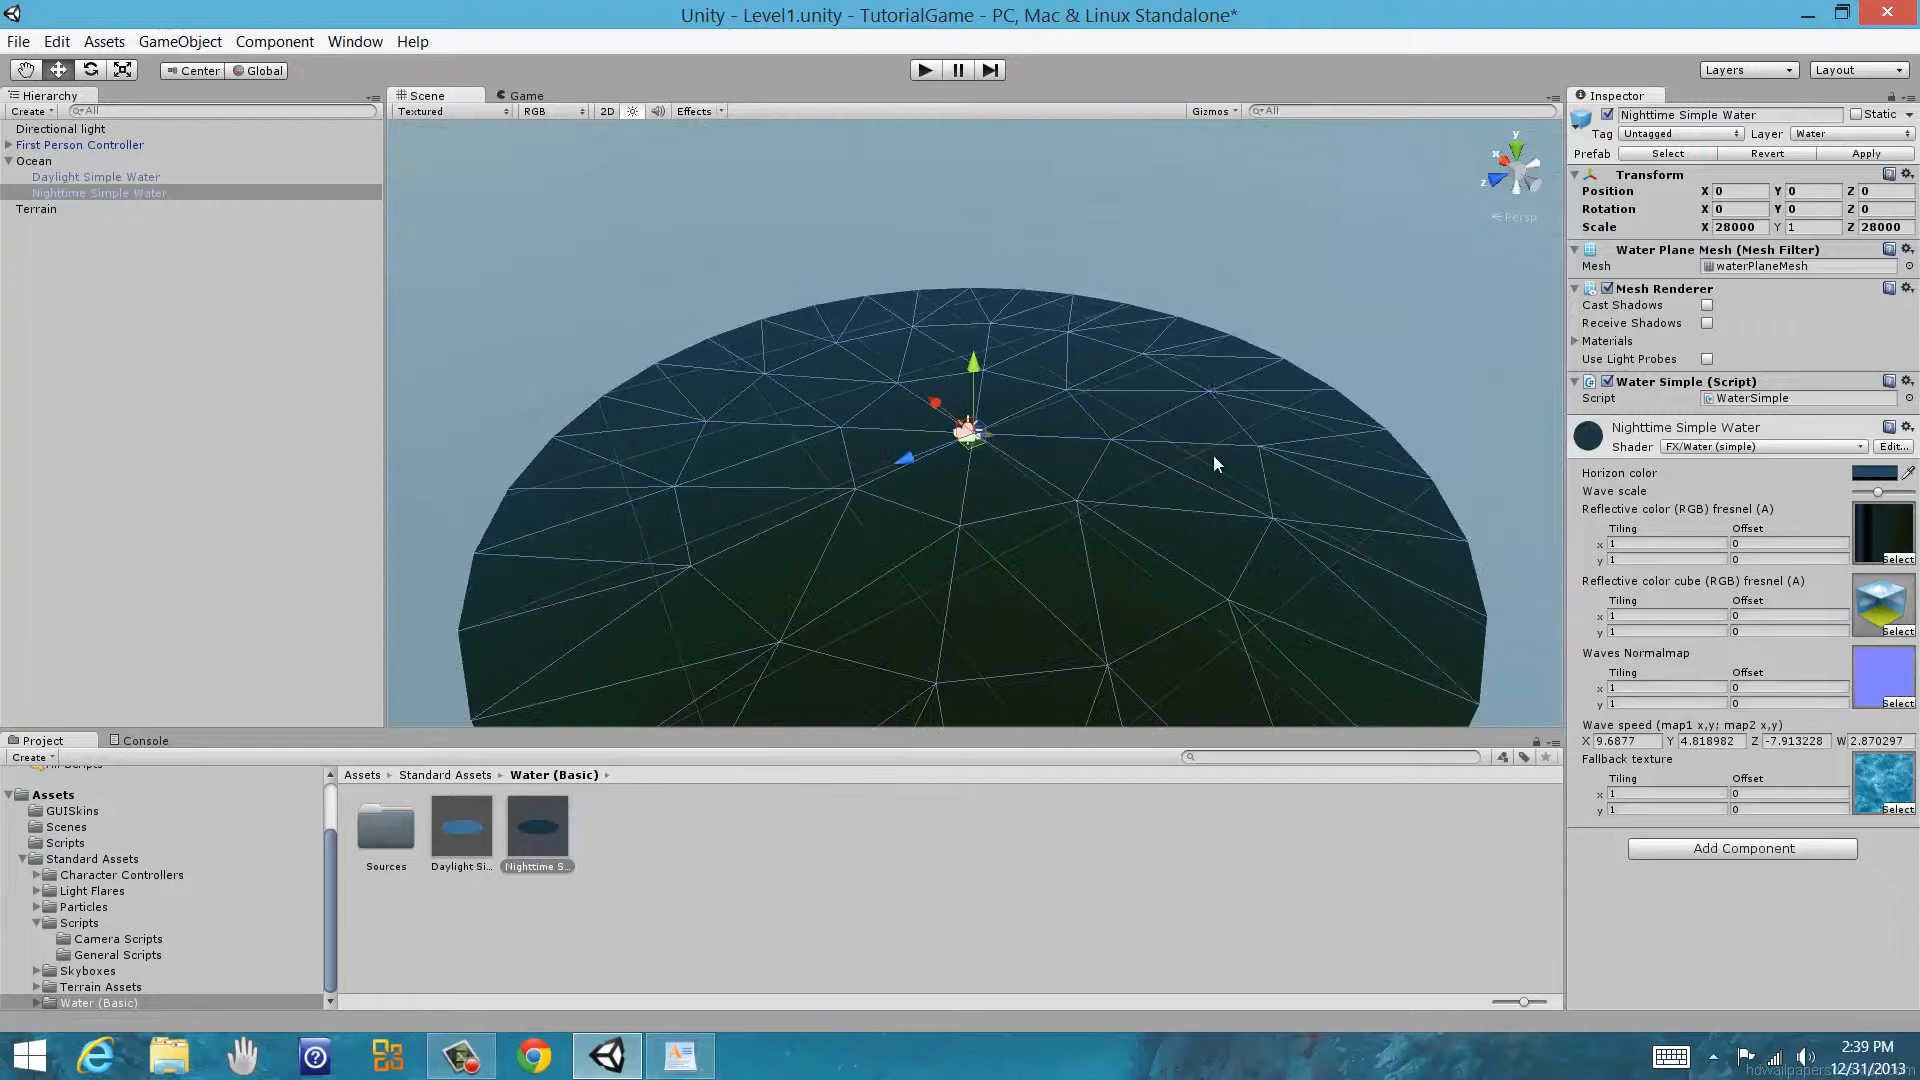 Unity - Level1.unity - TutorialGame - PC, Mac & Linux Standalone*
File Edit Assets GameObject Component Window Help
Center Global Layers Layout
Hierarchy
Create All
Directional light
First Person Controller
Ocean
Daylight Simple Water
Nighttime Simple Water
Terrain
Scene Game
Textured RGB 2D Effects Gizmos All
y
x
z
Persp
Inspector
Nighttime Simple Water Static
Tag Untagged Layer Water
Prefab Select Revert Apply
Transform
Position X 0 Y 0 Z 0
Rotation X 0 Y 0 Z 0
Scale X 28000 Y 1 Z 28000
Water Plane Mesh (Mesh Filter)
Mesh waterPlaneMesh
Mesh Renderer
Cast Shadows
Receive Shadows
Materials
Use Light Probes
Water Simple (Script)
Script WaterSimple
Nighttime Simple Water
Shader FX/Water (simple) Edit...
Horizon color
Wave scale
Reflective color (RGB) fresnel (A)
Tiling Offset
x 1 0
y 1 0 Select
Reflective color cube (RGB) fresnel (A)
Tiling Offset
x 1 0
y 1 0 Select
Waves Normalmap
Tiling Offset
x 1 0
y 1 0 Select
Wave speed (map1 x,y; map2 x,y)
X 9.6877 Y 4.818982 Z -7.913228 W 2.870297
Fallback texture
Tiling Offset
x 1 0
y 1 0 Select
Add Component
Project Console
Create
All Scripts
Assets
GUISkins
Scenes
Scripts
Standard Assets
Character Controllers
Light Flares
Particles
Scripts
Camera Scripts
General Scripts
Skyboxes
Terrain Assets
Water (Basic)
Assets Standard Assets Water (Basic)
Sources Daylight Si... Nighttime S...
2:39 PM
12/31/2013